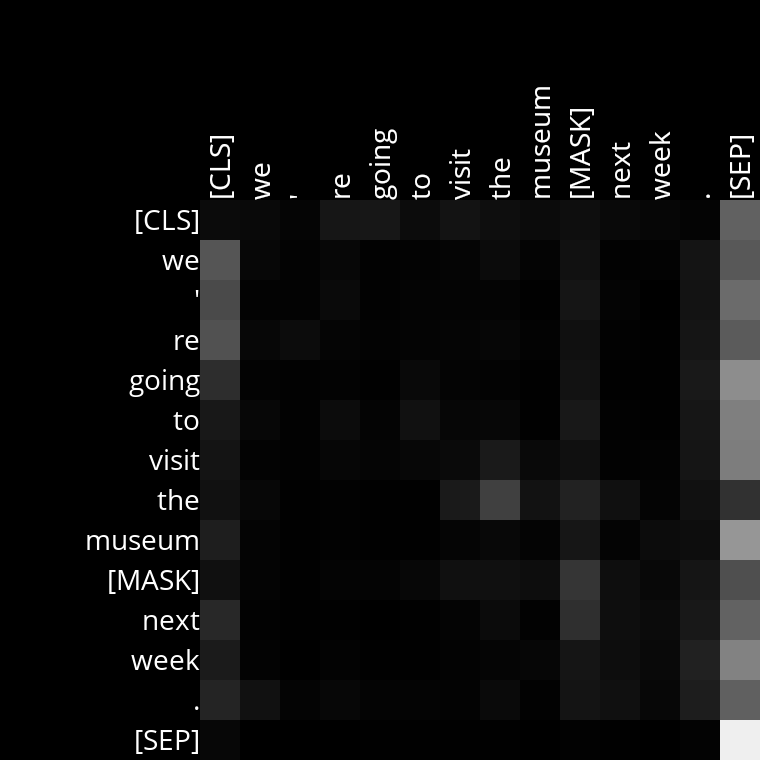 [CLS] we ' re going to visit the museum [MASK] next week . [SEP]
[CLS]
we
'
re
going
to
visit
the
museum
[MASK]
next
week
.
[SEP]